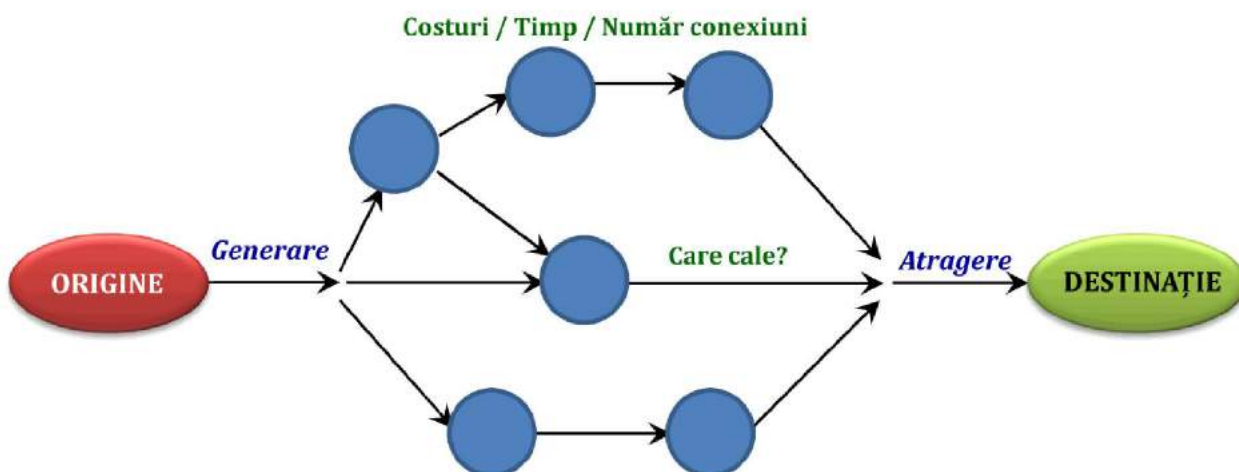 Costuri / Timp / Număr conexiuni
Generare
ORIGINE
Care cale?
Atragere
DESTINAȚIE